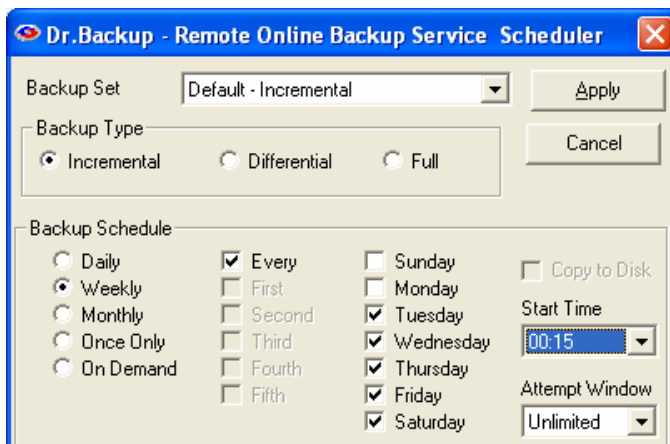 Dr.Backup - Remote Online Backup Service Scheduler
Backup Set
Default - Incremental
Apply
Backup Type
Incremental
Differential
Full
Cancel
Backup Schedule
Daily
Weekly
Monthly
Once Only
On Demand
Every
First
Second
Third
Fourth
Fifth
Sunday
Monday
Tuesday
Wednesday
Thursday
Friday
Saturday
Copy to Disk
Start Time
00:15
Attempt Window
Unlimited